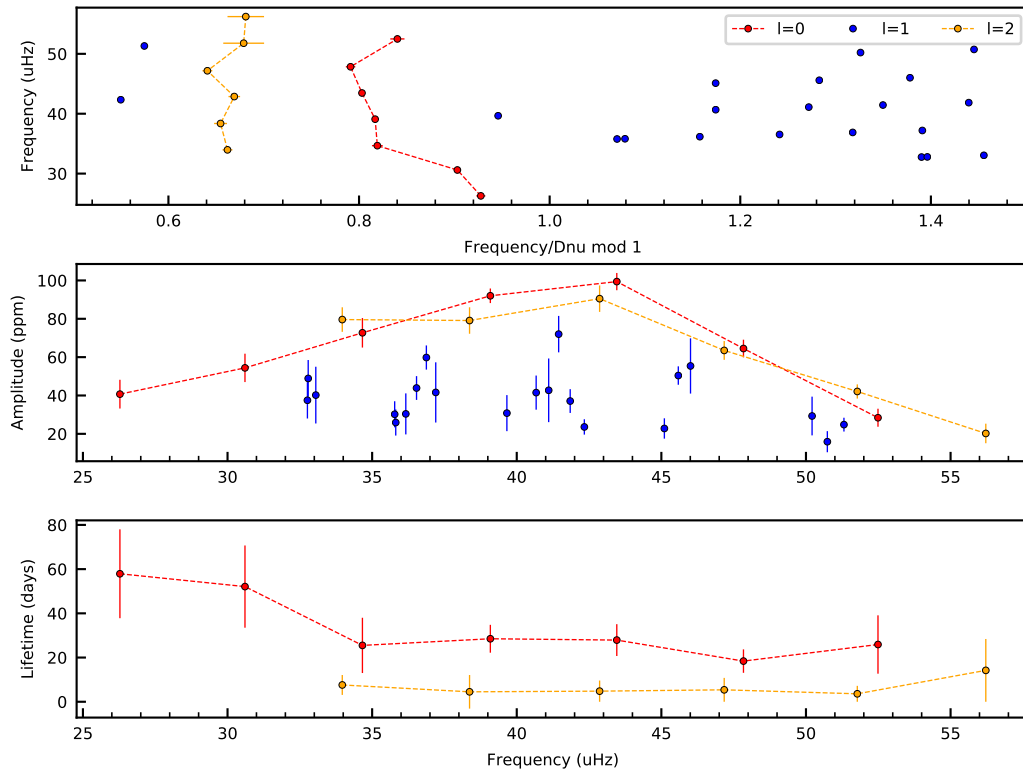 l=0 l=1 l=2
Frequency (uHz)
50
40
30
0.6 0.8 1.0 1.2 1.4
Frequency/Dnu mod 1
Amplitude (ppm)
100
80
60
40
20
25 30 35 40 45 50 55
Lifetime (days)
80
60
40
20
0
25 30 35 40 45 50 55
Frequency (uHz)